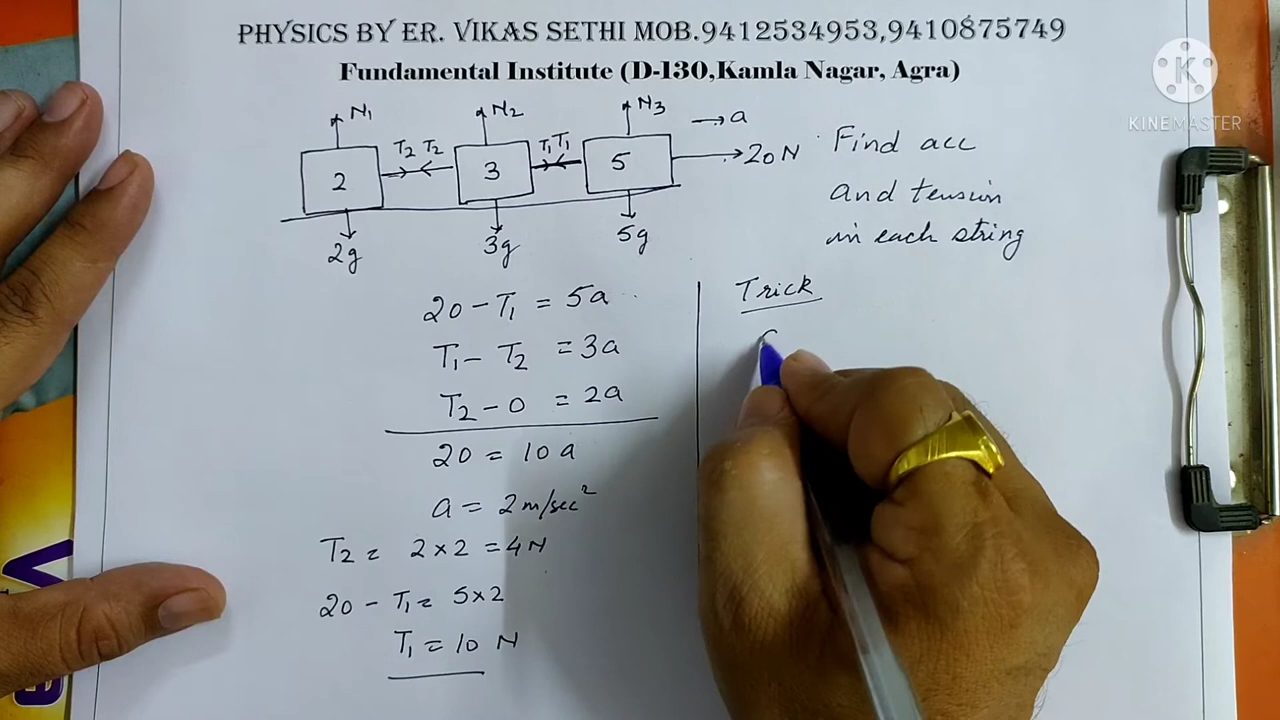 PHYSICS BY ER. VIKAS SETHI MOB.9412534953,9410875749
Fundamental Institute (D-130,Kamla Nagar, Agra)
K
KINEMASTER
N1 N2 N3 → a
T2 T2 T1 T1
2 3 5 → 20 N
2g 3g 5g
Find acc
and tension
in each string
20 - T1 = 5a
T1 - T2 = 3a
T2 - 0 = 2a
20 = 10 a
a = 2 m/sec²
T2 = 2 × 2 = 4 N
20 - T1 = 5 × 2
T1 = 10 N
Trick